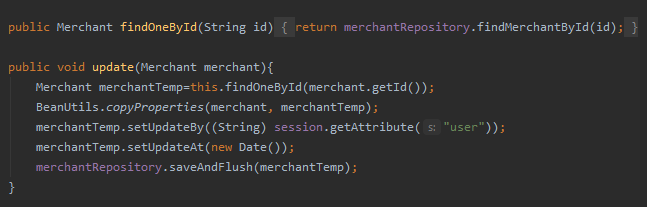 public Merchant findOneById(String id) { return merchantRepository.findMerchantById(id); }
public void update(Merchant merchant){
Merchant merchantTemp=this.findOneById(merchant.getId());
BeanUtils.copyProperties(merchant, merchantTemp);
merchantTemp.setUpdateBy((String) session.getAttribute( s: "user"));
merchantTemp.setUpdateAt(new Date());
merchantRepository.saveAndFlush(merchantTemp);
}